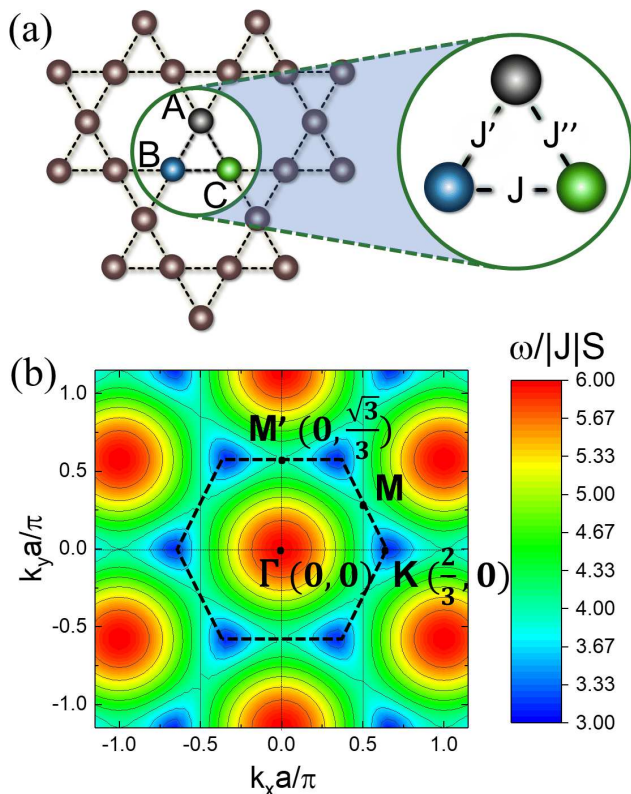 (a)
A
B
C
J'
J''
J
(b)
ω/|J|S
1.0
0.5
0.0
-0.5
-1.0
k_y a/π
M' (0, √3/3)
M
Γ (0, 0)
K (2/3, 0)
-1.0
-0.5
0.0
0.5
1.0
k_x a/π
6.00
5.67
5.33
5.00
4.67
4.33
4.00
3.67
3.33
3.00